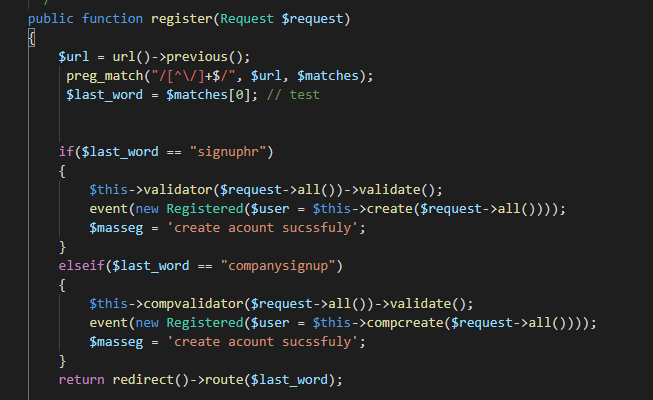 public function register(Request $request)
{
$url = url()->previous();
preg_match("/[^\/]+$/", $url, $matches);
$last_word = $matches[0]; // test
if($last_word == "signuphr")
{
$this->validator($request->all())->validate();
event(new Registered($user = $this->create($request->all())));
$masseg = 'create acount sucssfuly';
}
elseif($last_word == "companysignup")
{
$this->compvalidator($request->all())->validate();
event(new Registered($user = $this->compcreate($request->all())));
$masseg = 'create acount sucssfuly';
}
return redirect()->route($last_word);